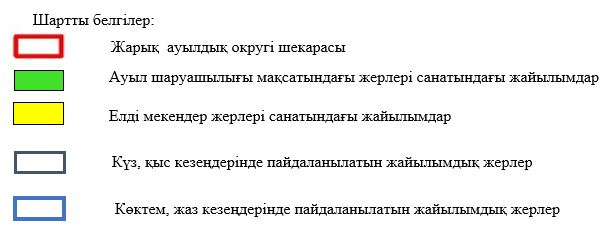 Шартты белгілер:
Жарық ауылдық округі шекарасы
Ауыл шаруашылығы мақсатындағы жерлері санатындағы жайылымдар
Елді мекендер жерлері санатындағы жайылымдар
Күз, қыс кезеңдерінде пайдаланылатын жайылымдық жерлер
Көктем, жаз кезеңдерінде пайдаланылатын жайылымдық жерлер